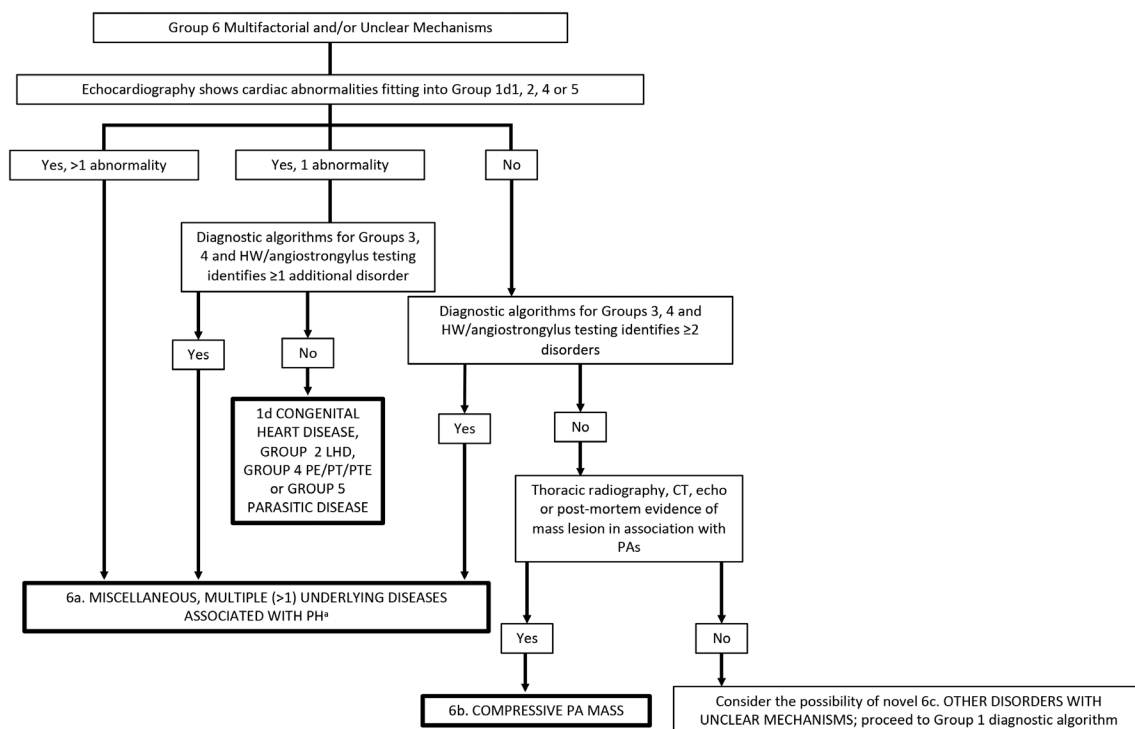 Group 6 Multifactorial and/or Unclear Mechanisms
Echocardiography shows cardiac abnormalities fitting into Group 1d1, 2, 4 or 5
Yes, >1 abnormality
Yes, 1 abnormality
No
Diagnostic algorithms for Groups 3,
4 and HW/angiostrongylus testing
identifies ≥1 additional disorder
Diagnostic algorithms for Groups 3, 4 and
HW/angiostrongylus testing identifies ≥2
disorders
Yes
No
1d CONGENITAL
HEART DISEASE,
GROUP 2 LHD,
GROUP 4 PE/PT/PTE
or GROUP 5
PARASITIC DISEASE
Yes
No
Thoracic radiography, CT, echo
or post-mortem evidence of
mass lesion in association with
PAs
6a. MISCELLANEOUS, MULTIPLE (>1) UNDERLYING DISEASES
ASSOCIATED WITH PHᵃ
Yes
No
6b. COMPRESSIVE PA MASS
Consider the possibility of novel 6c. OTHER DISORDERS WITH
UNCLEAR MECHANISMS; proceed to Group 1 diagnostic algorithm